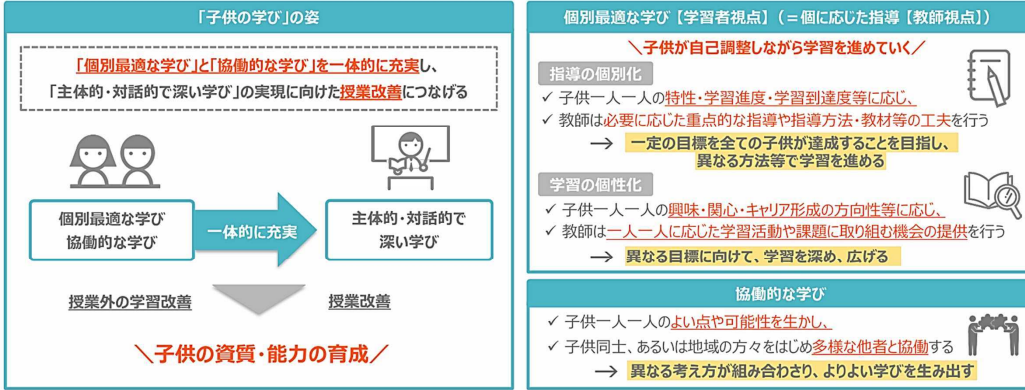 「子供の学び」の姿
「個別最適な学び」と「協働的な学び」を一体的に充実し、
「主体的・対話的で深い学び」の実現に向けた授業改善につなげる
個別最適な学び
協働的な学び
一体的に充実
主体的・対話的で
深い学び
授業外の学習改善
授業改善
＼子供の資質・能力の育成／
個別最適な学び【学習者視点】（＝個に応じた指導【教師視点】）
＼子供が自己調整しながら学習を進めていく／
指導の個別化
✓ 子供一人一人の特性・学習進度・学習到達度等に応じ、
✓ 教師は必要に応じた重点的な指導や指導方法・教材等の工夫を行う
→ 一定の目標を全ての子供が達成することを目指し、
異なる方法等で学習を進める
学習の個性化
✓ 子供一人一人の興味・関心・キャリア形成の方向性等に応じ、
✓ 教師は一人一人に応じた学習活動や課題に取り組む機会の提供を行う
→ 異なる目標に向けて、学習を深め、広げる
協働的な学び
✓ 子供一人一人のよい点や可能性を生かし、
✓ 子供同士、あるいは地域の方々をはじめ多様な他者と協働する
→ 異なる考え方が組み合わさり、よりよい学びを生み出す